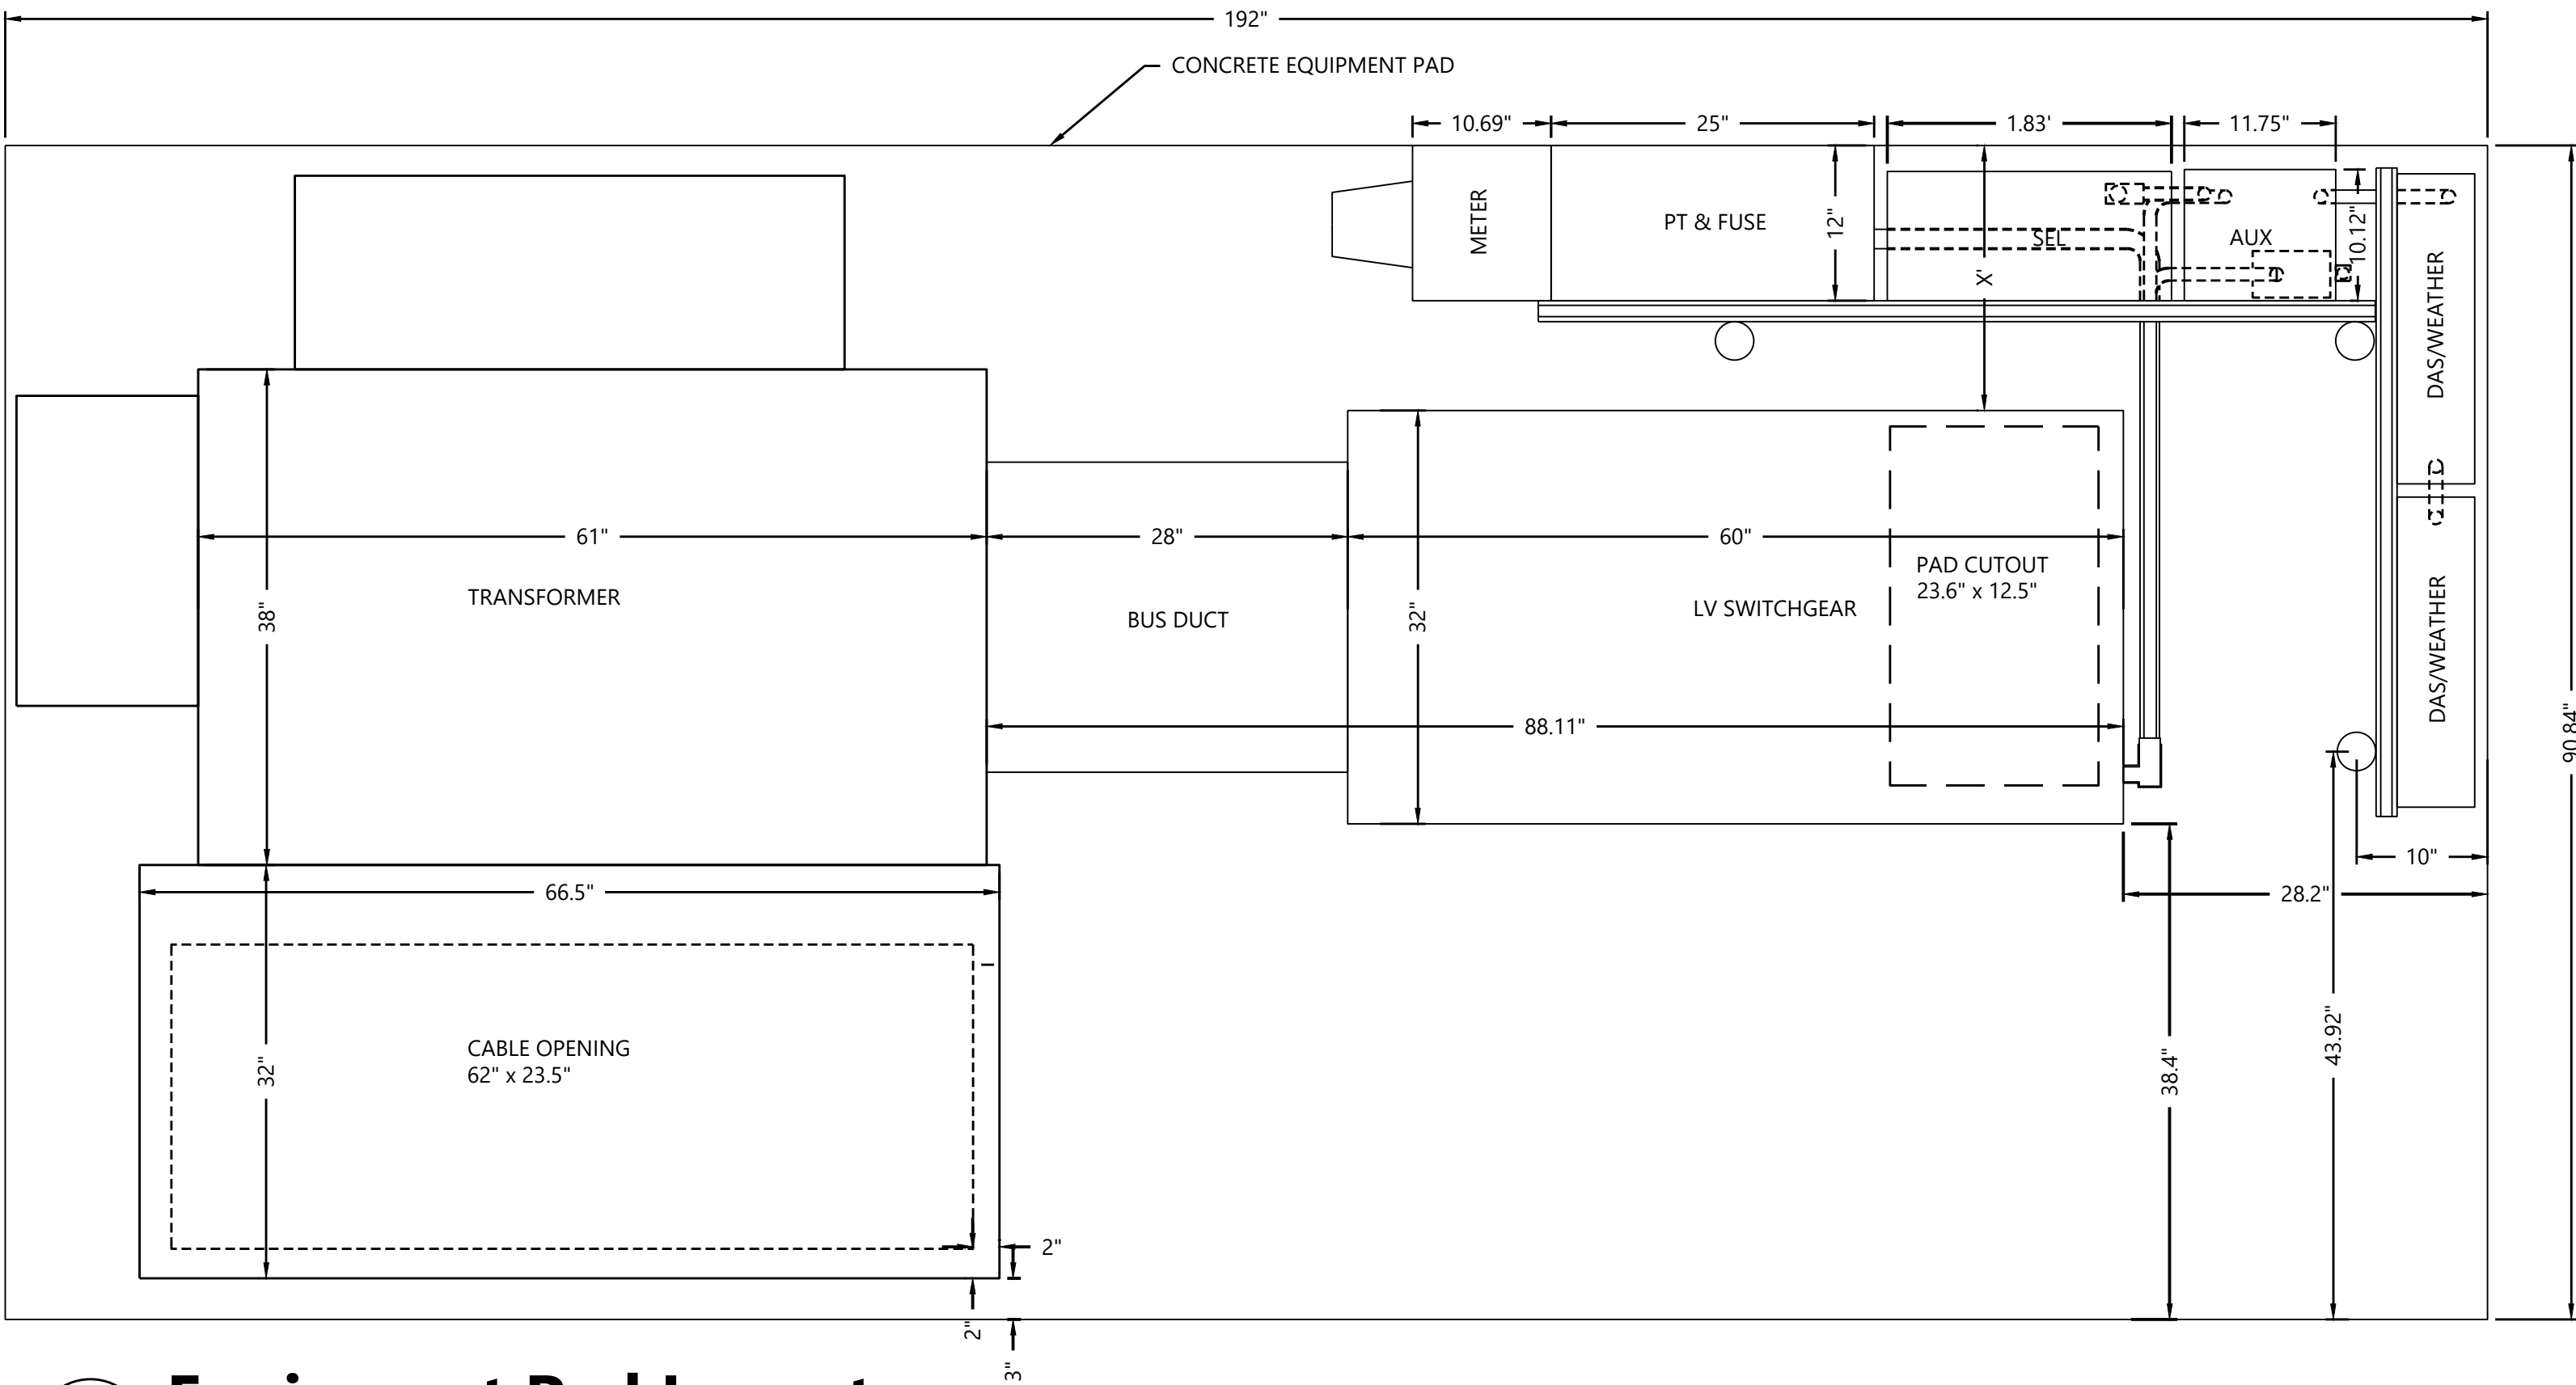 192"
CONCRETE EQUIPMENT PAD
10.69"
25"
1.83'
11.75"
METER
PT & FUSE
12"
SEL
X'
AUX
10.12"
DAS/WEATHER
61"
28"
60"
PAD CUTOUT
23.6" x 12.5"
TRANSFORMER
38"
BUS DUCT
32"
LV SWITCHGEAR
DAS/WEATHER
88.11"
90.84"
10"
66.5"
28.2"
CABLE OPENING
62" x 23.5"
32"
38.4"
43.92"
2"
2"
3"